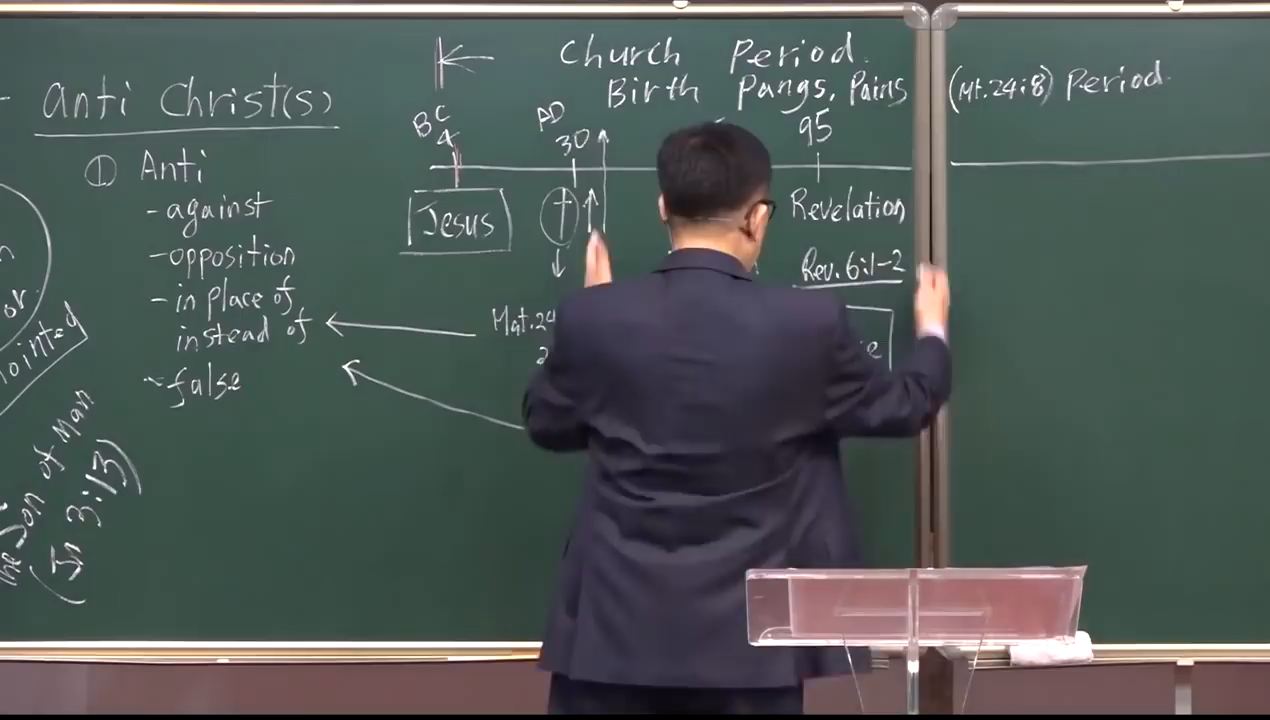 anti Christ(s)
① Anti
- against
- opposition
- in place of
instead of
- false
or
ointed
Son of Man
(Jn 3:13)
Church Period
Birth Pangs, Pains (Mt. 24:8) Period
BC
4
AD
30
95
Jesus
Revelation
Rev. 6:1-2
Mat. 24